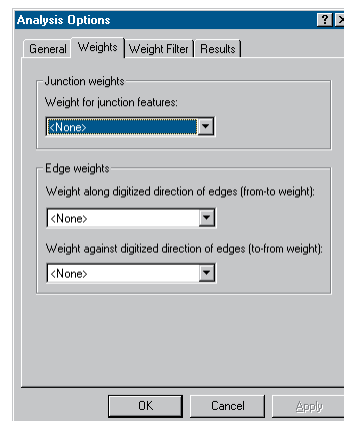 Analysis Options
General Weights Weight Filter Results
Junction weights
Weight for junction features:
<None>
Edge weights
Weight along digitized direction of edges (from-to weight):
<None>
Weight against digitized direction of edges (to-from weight):
<None>
OK Cancel Apply